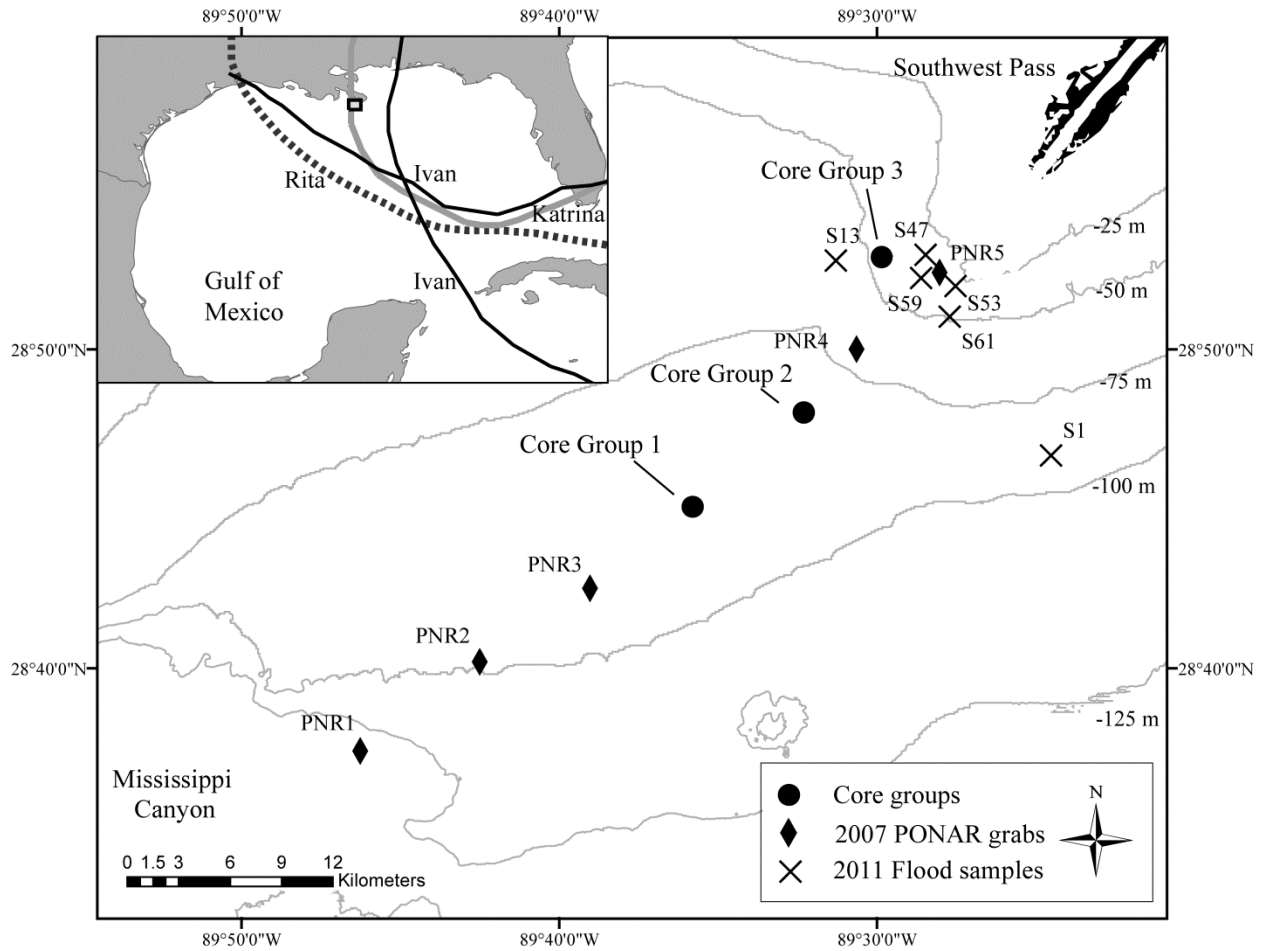 89°50'0"W
89°40'0"W
89°30'0"W
Southwest Pass
Core Group 3
Ivan
Rita
Katrina
Ivan
Gulf of
Mexico
S13
S47
PNR5
-25 m
-50 m
S59
S53
S61
PNR4
28°50'0"N
28°50'0"N
Core Group 2
-75 m
S1
Core Group 1
-100 m
PNR3
PNR2
28°40'0"N
28°40'0"N
PNR1
-125 m
Mississippi
Canyon
0 1.5 3 6 9 12
Kilometers
N
Core groups
2007 PONAR grabs
2011 Flood samples
89°50'0"W
89°40'0"W
89°30'0"W